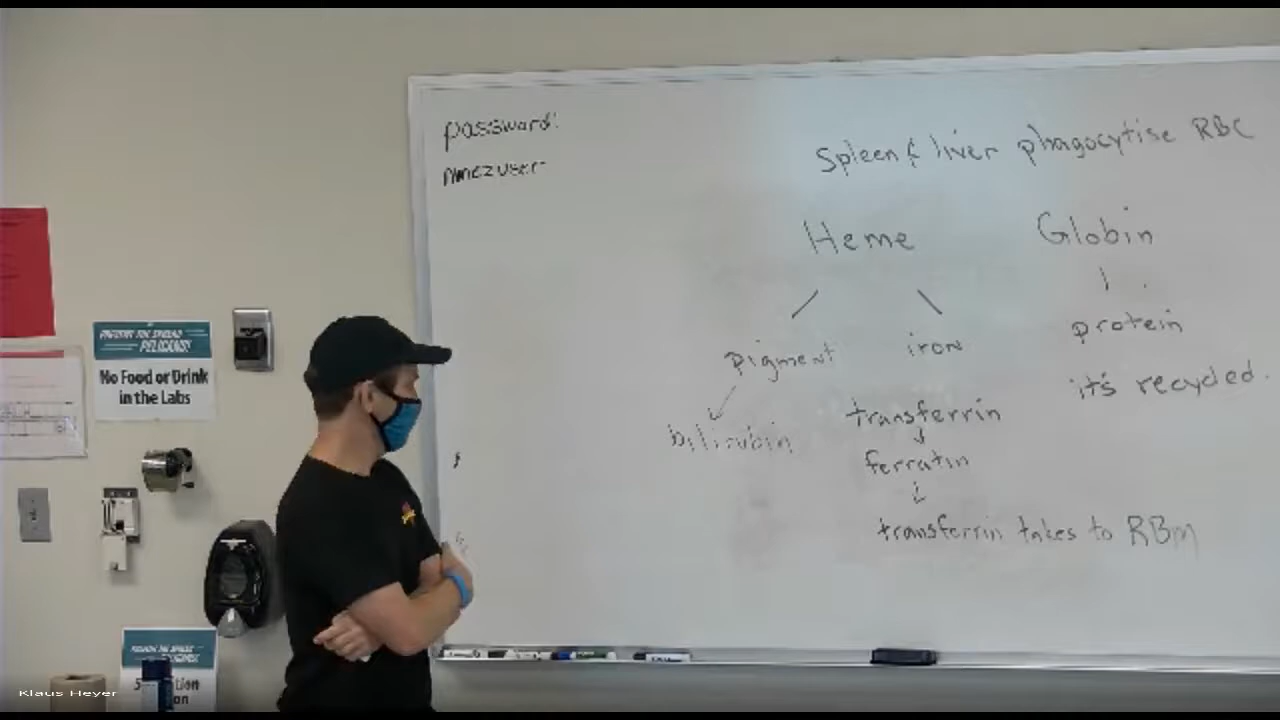 password:
Spleen & liver phagocytise RBC
Heme
Globin
pigment
iron
protein
it's recycled.
bilirubin
transferrin
ferratin
transferrin takes to RBM
PREVENT THE SPREAD
PELICANS!
No Food or Drink
in the Labs
Klaus Heyer